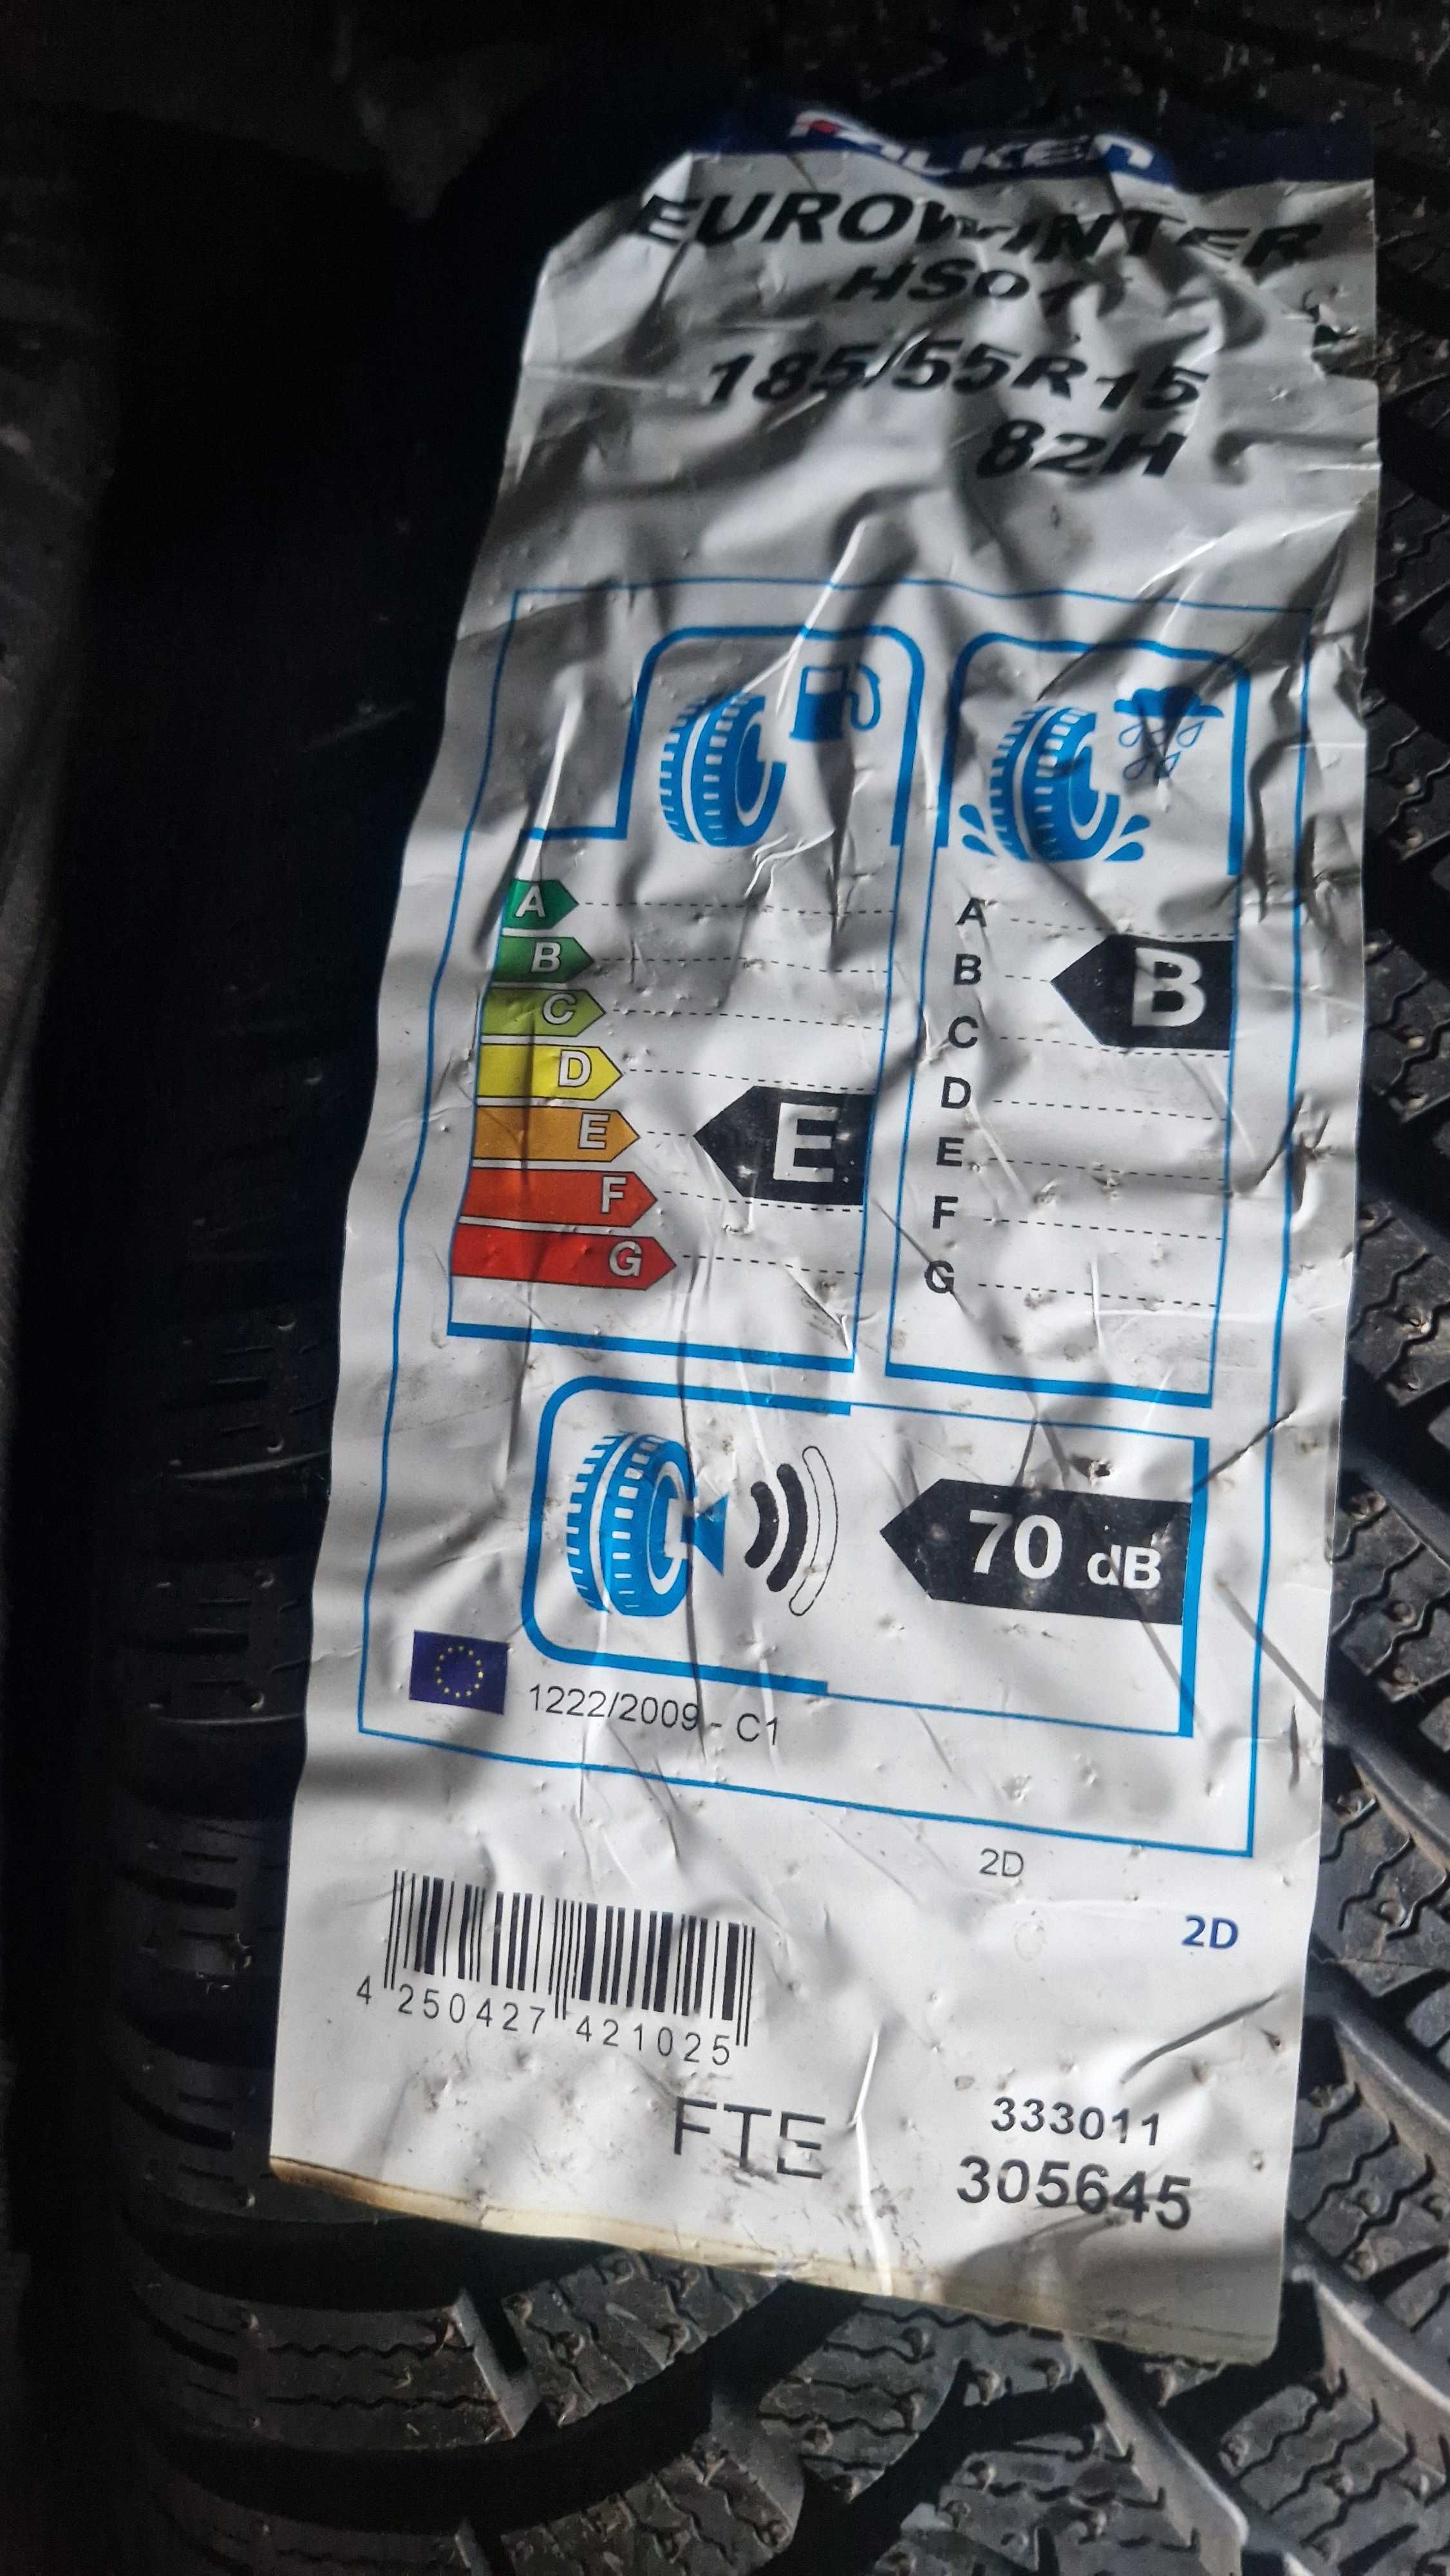 FALKEN
EUROWINTER
HS01
185/55R15
82H
A
B
C
D
E
F
G
E
A
B
C
D
E
F
G
B
70 dB
1222/2009 - C1
2D
2D
4 250427 421025
FTE
333011
305645